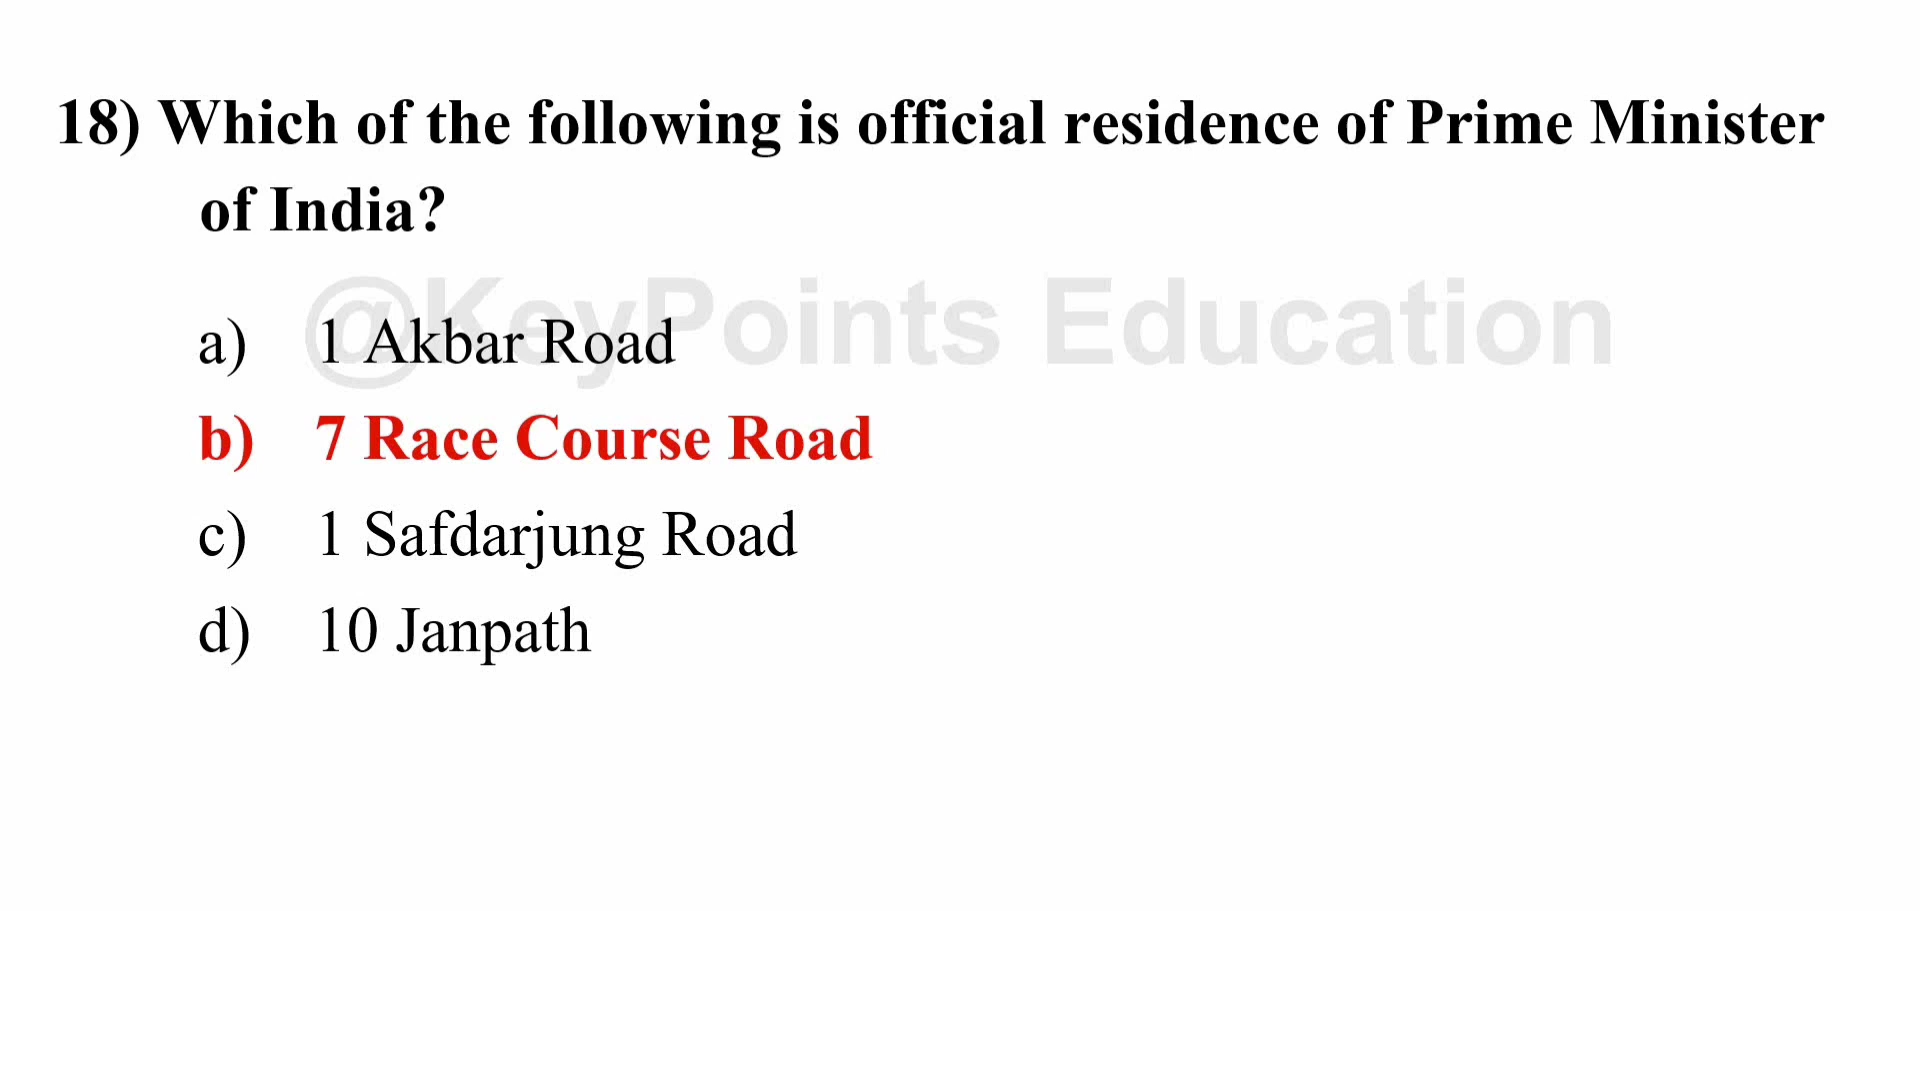 18) Which of the following is official residence of Prime Minister
of India?
@KeyPoints Education
a) 1 Akbar Road
b) 7 Race Course Road
c) 1 Safdarjung Road
d) 10 Janpath